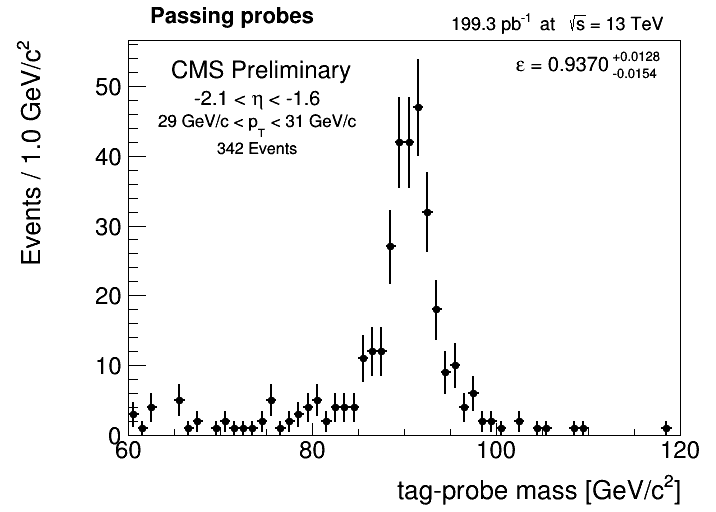 Passing probes
199.3 pb⁻¹ at √s = 13 TeV
CMS Preliminary
-2.1 < η < -1.6
29 GeV/c < p_T < 31 GeV/c
342 Events
ε = 0.9370 +0.0128 -0.0154
Events / 1.0 GeV/c²
50
40
30
20
10
0
60 80 100 120
tag-probe mass [GeV/c²]